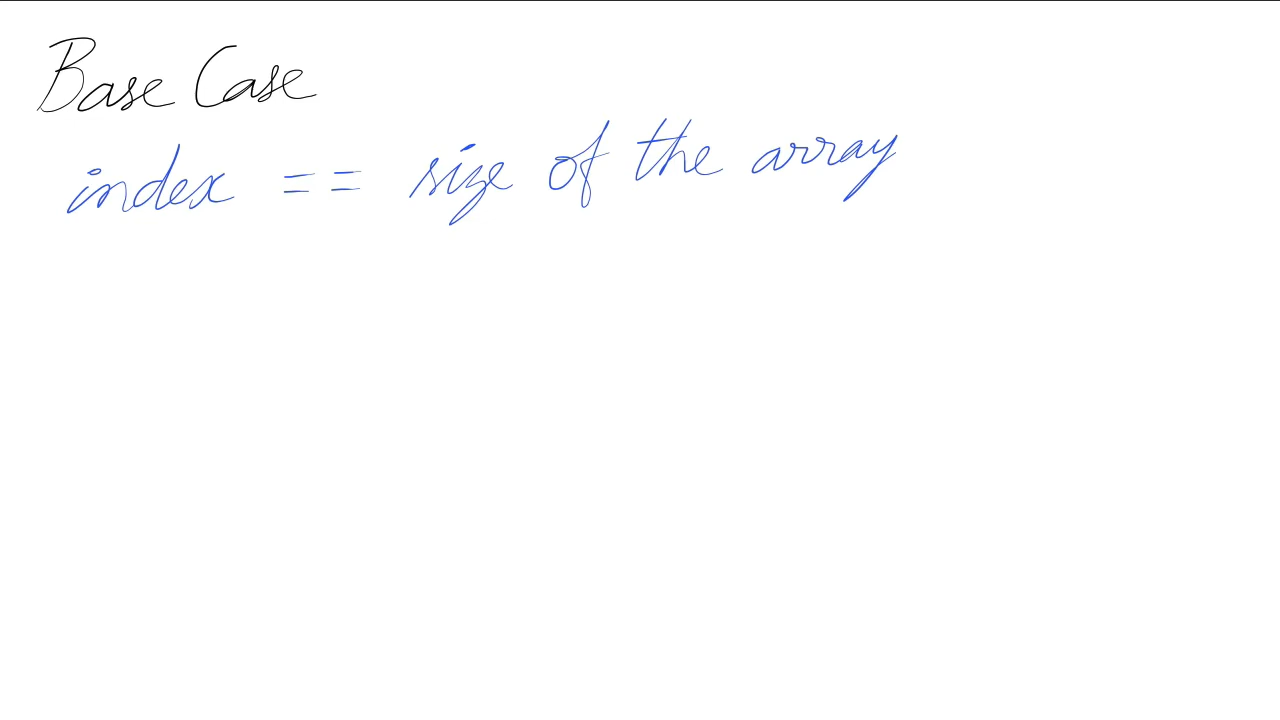 Base Case
index == size of the array